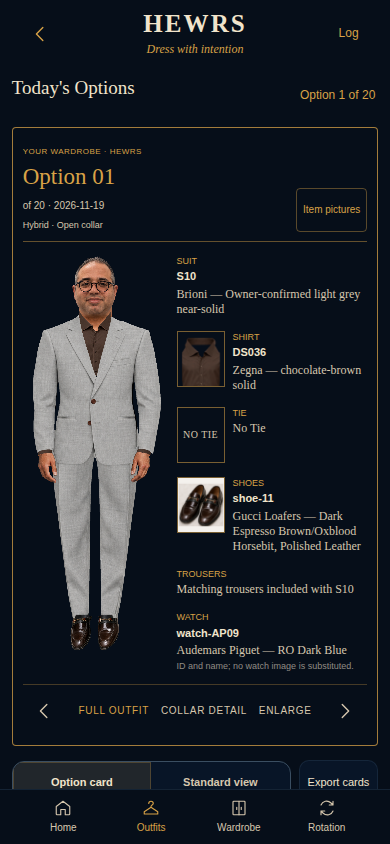 HEWRS
Dress with intention
Log
Today's Options
Option 1 of 20
YOUR WARDROBE · HEWRS
Option 01
of 20 · 2026-11-19
Hybrid · Open collar
Item pictures
SUIT
S10
Brioni — Owner-confirmed light grey
near-solid
SHIRT
DS036
Zegna — chocolate-brown
solid
NO TIE
TIE
No Tie
SHOES
shoe-11
Gucci Loafers — Dark
Espresso Brown/Oxblood
Horsebit, Polished Leather
TROUSERS
Matching trousers included with S10
WATCH
watch-AP09
Audemars Piguet — RO Dark Blue
ID and name; no watch image is substituted.
FULL OUTFIT
COLLAR DETAIL
ENLARGE
Option card
Standard view
Export cards
Home
Outfits
Wardrobe
Rotation